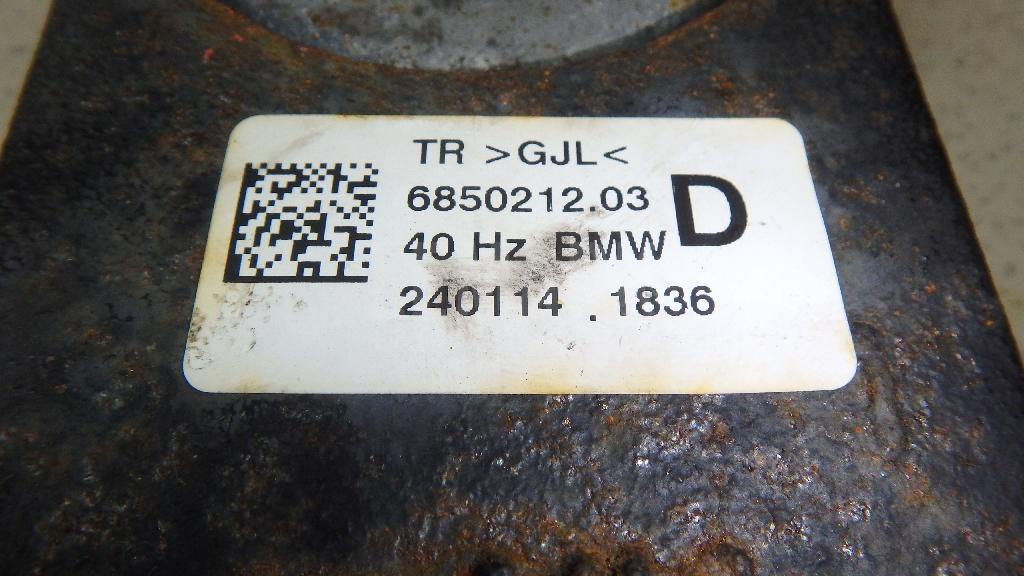 TR >GJL<
6850212.03 D
40 Hz BMW
240114 . 1836